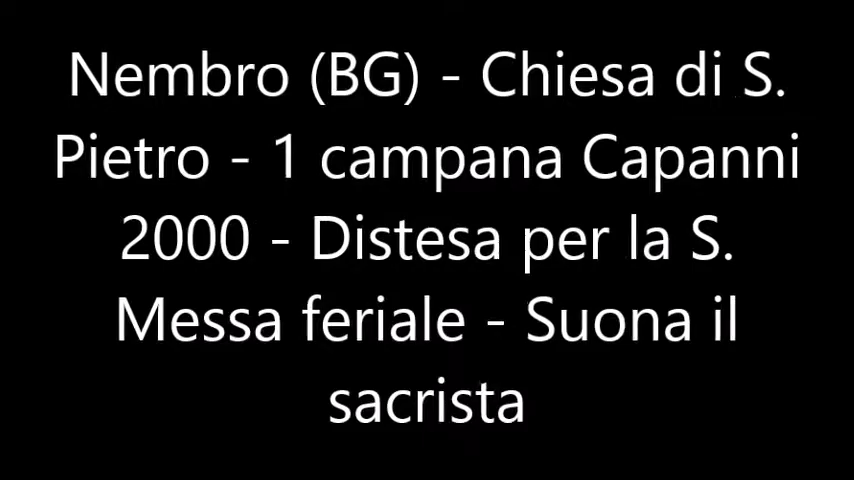 Nembro (BG) - Chiesa di S.
Pietro - 1 campana Capanni
2000 - Distesa per la S.
Messa feriale - Suona il
sacrista